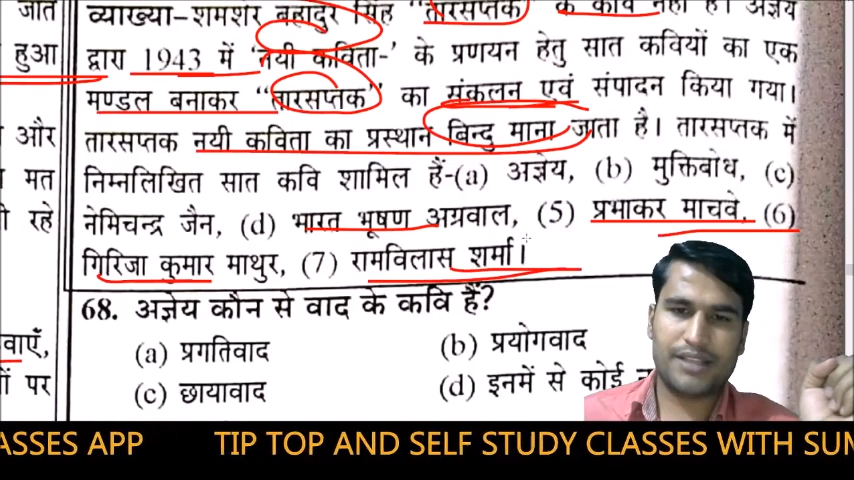 जात
व्याख्या–शमशेर बहादुर सिंह “तारसप्तक” के कवि नहीं हैं। अज्ञेय
हुआ
द्वारा 1943 में ‘नयी कविता-’ के प्रणयन हेतु सात कवियों का एक
मण्डल बनाकर “तारसप्तक” का संकलन एवं संपादन किया गया।
और
तारसप्तक नयी कविता का प्रस्थान बिन्दु माना जाता है। तारसप्तक में
मत
निम्नलिखित सात कवि शामिल हैं-(a) अज्ञेय, (b) मुक्तिबोध, (c)
रहे
नेमिचन्द्र जैन, (d) भारत भूषण अग्रवाल, (5) प्रभाकर माचवे, (6)
गिरिजा कुमार माथुर, (7) रामविलास शर्मा।
68. अज्ञेय कौन से वाद के कवि हैं?
(a) प्रगतिवाद
(b) प्रयोगवाद
पर
(c) छायावाद
(d) इनमें से कोई
ASSES APP TIP TOP AND SELF STUDY CLASSES WITH SUM